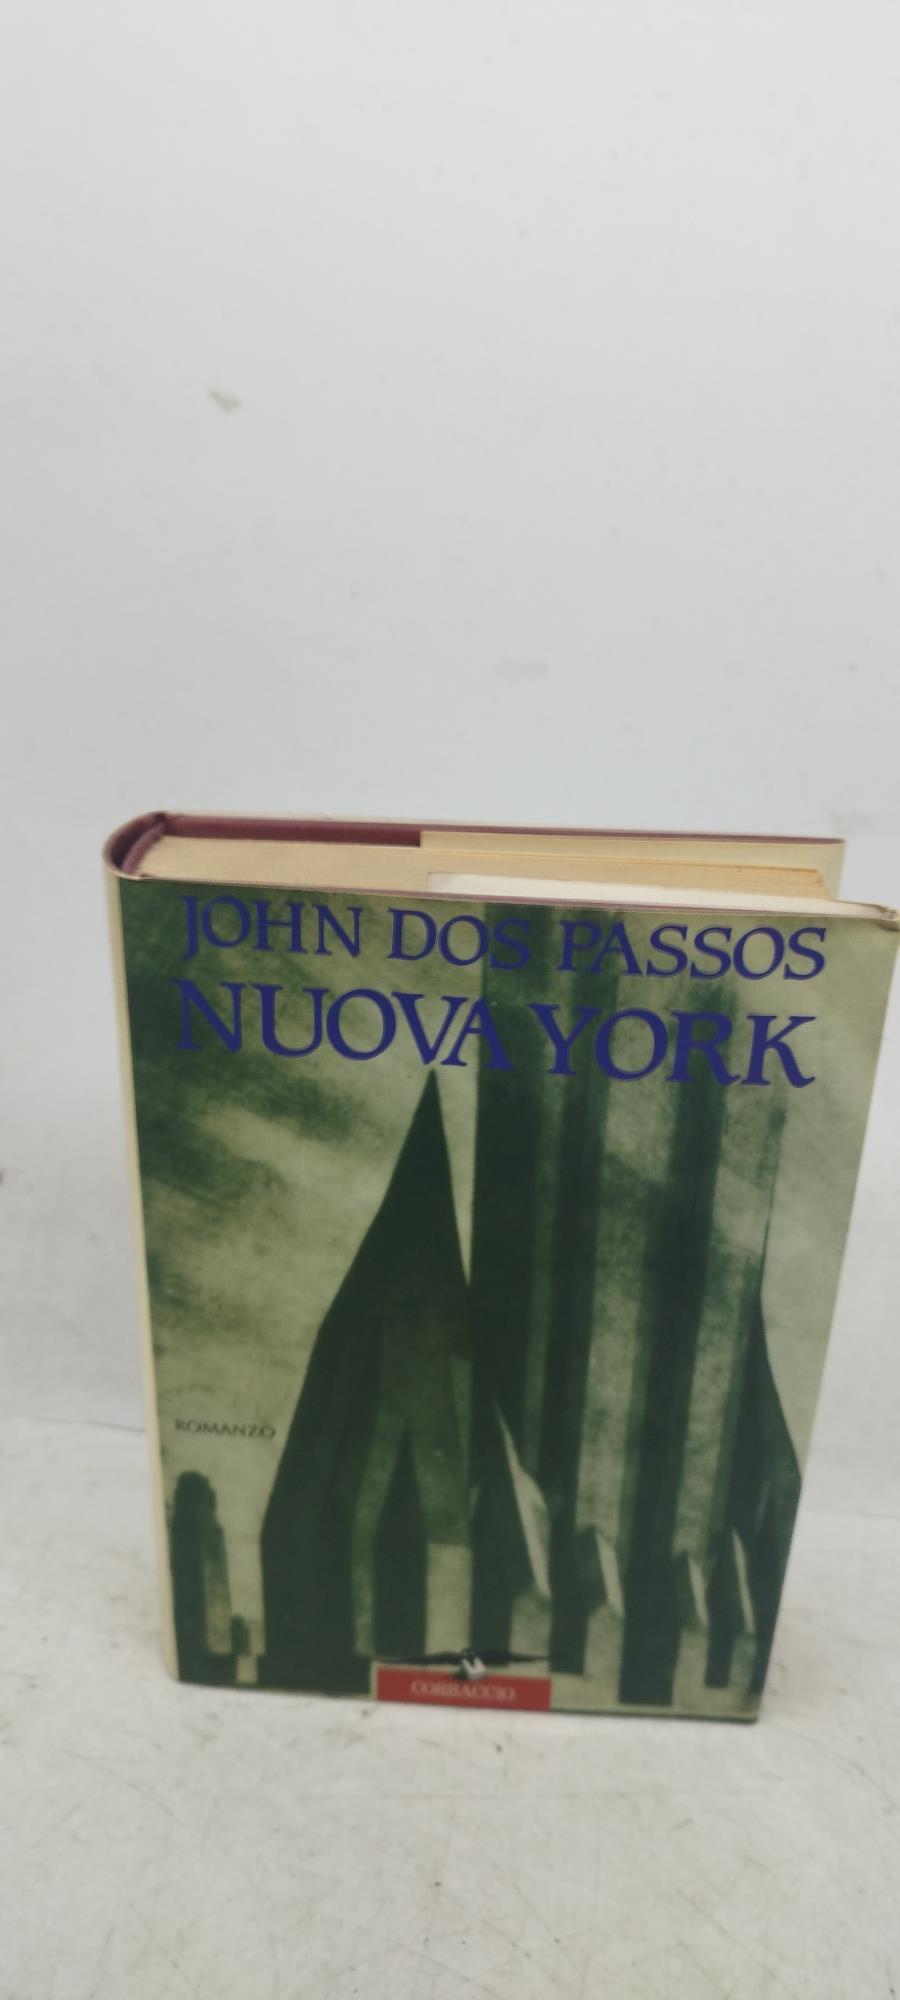 JOHN DOS PASSOS
NUOVA YORK
ROMANZO
CORBACCIO